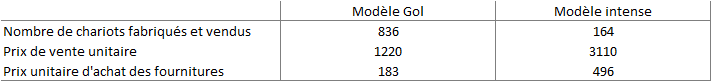 Modèle Gol Modèle intense
Nombre de chariots fabriqués et vendus 836 164
Prix de vente unitaire 1220 3110
Prix unitaire d'achat des fournitures 183 496